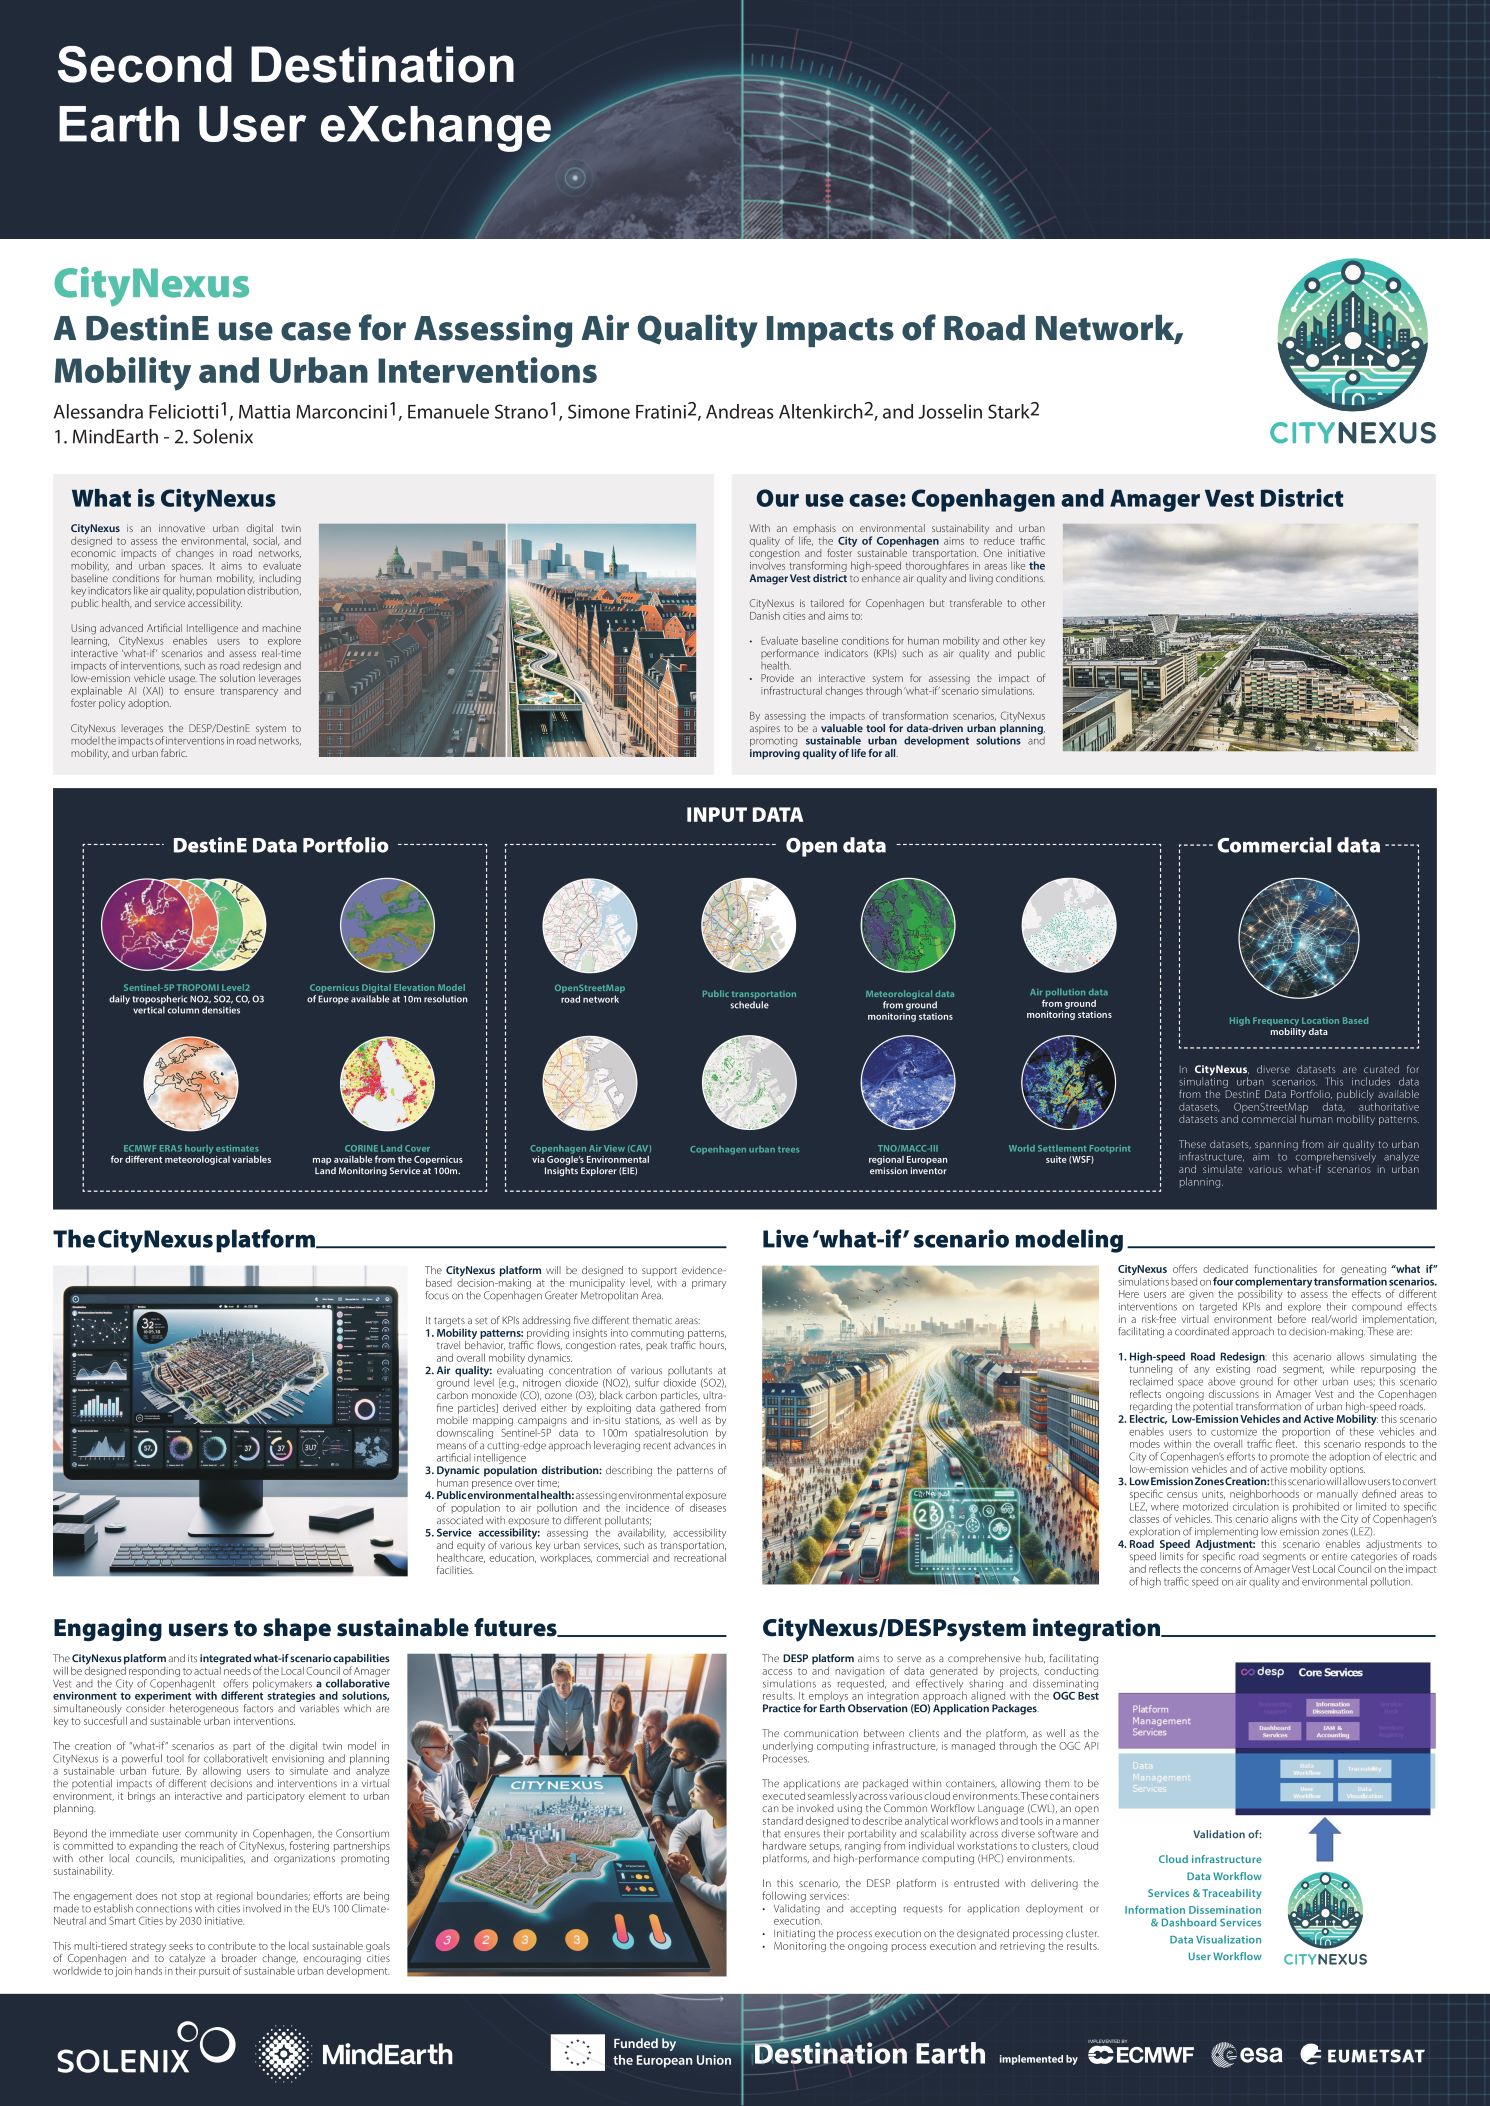 Second Destination
Earth User eXchange
CityNexus
A DestinE use case for Assessing Air Quality Impacts of Road Network,
Mobility and Urban Interventions
Alessandra Feliciotti1, Mattia Marconcini1, Emanuele Strano1, Simone Fratini2, Andreas Altenkirch2, and Josselin Stark2
1. MindEarth - 2. Solenix
CITYNEXUS
What is CityNexus
CityNexus is an innovative urban digital twin
designed to assess the environmental, social, and
economic impacts of changes in road networks,
mobility, and urban spaces. It aims to evaluate
baseline conditions for human mobility, including
key indicators like air quality, population distribution,
public health, and service accessibility.
Using advanced Artificial Intelligence and machine
learning, CityNexus enables users to explore
interactive 'what-if' scenarios and assess real-time
impacts of interventions, such as road redesign and
low-emission vehicle usage. The solution leverages
explainable AI (XAI) to ensure transparency and
foster policy adoption.
CityNexus leverages the DESP/DestinE system to
model the impacts of interventions in road networks,
mobility, and urban fabric.
Our use case: Copenhagen and Amager Vest District
With an emphasis on environmental sustainability and urban
quality of life, the City of Copenhagen aims to reduce traffic
congestion and foster sustainable transportation. One initiative
involves transforming high-speed thoroughfares in areas like the
Amager Vest district to enhance air quality and living conditions.
CityNexus is tailored for Copenhagen but transferable to other
Danish cities and aims to:
• Evaluate baseline conditions for human mobility and other key
performance indicators (KPIs) such as air quality and public
health.
• Provide an interactive system for assessing the impact of
infrastructural changes through 'what-if' scenario simulations.
By assessing the impacts of transformation scenarios, CityNexus
aspires to be a valuable tool for data-driven urban planning,
promoting sustainable urban development solutions and
improving quality of life for all.
INPUT DATA
DestinE Data Portfolio
Sentinel-5P TROPOMI Level2
daily tropospheric NO2, SO2, CO, O3
vertical column densities
Copernicus Digital Elevation Model
of Europe available at 10m resolution
ECMWF ERA5 hourly estimates
for different meteorological variables
CORINE Land Cover
map available from the Copernicus
Land Monitoring Service at 100m.
Open data
OpenStreetMap
road network
Public transportation
schedule
Meteorological data
from ground
monitoring stations
Air pollution data
from ground
monitoring stations
Copenhagen Air View (CAV)
via Google's Environmental
Insights Explorer (EIE)
Copenhagen urban trees
TNO/MACC-III
regional European
emission inventor
World Settlement Footprint
suite (WSF)
Commercial data
High Frequency Location Based
mobility data
In CityNexus, diverse datasets are curated for
simulating urban scenarios. This includes data
from the DestinE Data Portfolio, publicly available
datasets, OpenStreetMap data, authoritative
datasets and commercial human mobility patterns.
These datasets, spanning from air quality to urban
infrastructure, aim to comprehensively analyze
and simulate various what-if scenarios in urban
planning.
The CityNexus platform
The CityNexus platform will be designed to support evidence-
based decision-making at the municipality level, with a primary
focus on the Copenhagen Greater Metropolitan Area.
It targets a set of KPIs addressing five different thematic areas:
1. Mobility patterns: providing insights into commuting patterns,
travel behavior, traffic flows, congestion rates, peak traffic hours,
and overall mobility dynamics.
2. Air quality: evaluating concentration of various pollutants at
ground level [e.g., nitrogen dioxide (NO2), sulfur dioxide (SO2),
carbon monoxide (CO), ozone (O3), black carbon particles, ultra-
fine particles] derived either by exploiting data gathered from
mobile mapping campaigns and in-situ stations, as well as by
downscaling Sentinel-5P data to 100m spatialresolution by
means of a cutting-edge approach leveraging recent advances in
artificial intelligence
3. Dynamic population distribution: describing the patterns of
human presence over time;
4. Public environmental health: assessing environmental exposure
of population to air pollution and the incidence of diseases
associated with exposure to different pollutants;
5. Service accessibility: assessing the availability, accessibility
and equity of various key urban services, such as transportation,
healthcare, education, workplaces, commercial and recreational
facilities.
Live 'what-if' scenario modeling
CityNexus offers dedicated functionalities for geneating "what if"
simulations based on four complementary transformation scenarios.
Here users are given the possibility to assess the effects of different
interventions on targeted KPIs and explore their compound effects
in a risk-free virtual environment before real/world implementation,
facilitating a coordinated approach to decision-making. These are:
1. High-speed Road Redesign: this scenario allows simulating the
tunneling of any existing road segment, while repurposing the
reclaimed space above ground for other urban uses; this scenario
reflects ongoing discussions in Amager Vest and the Copenhagen
regarding the potential transformation of urban high-speed roads.
2. Electric, Low-Emission Vehicles and Active Mobility: this scenario
enables users to customize the proportion of these vehicles and
modes within the overall traffic fleet. this scenario responds to the
City of Copenhagen's efforts to promote the adoption of electric and
low-emission vehicles and of active mobility options.
3. Low Emission Zones Creation: this scenario will allow users to convert
specific census units, neighborhoods or manually defined areas to
LEZ, where motorized circulation is prohibited or limited to specific
classes of vehicles. This cenario aligns with the City of Copenhagen's
exploration of implementing low emission zones (LEZ).
4. Road Speed Adjustment: this scenario enables adjustments to
speed limits for specific road segments or entire categories of roads
and reflects the concerns of Amager Vest Local Council on the impact
of high traffic speed on air quality and environmental pollution.
Engaging users to shape sustainable futures
The CityNexus platform and its integrated what-if scenario capabilities
will be designed responding to actual needs of the Local Council of Amager
Vest and the City of CopenhagenIt offers policymakers a collaborative
environment to experiment with different strategies and solutions,
simultaneously consider heterogeneous factors and variables which are
key to succesfull and sustainable urban interventions.
The creation of "what-if" scenarios as part of the digital twin model in
CityNexus is a powerful tool for collaborativelt envisioning and planning
a sustainable urban future. By allowing users to simulate and analyze
the potential impacts of different decisions and interventions in a virtual
environment, it brings an interactive and participatory element to urban
planning.
Beyond the immediate user community in Copenhagen, the Consortium
is committed to expanding the reach of CityNexus, fostering partnerships
with other local councils, municipalities, and organizations promoting
sustainability.
The engagement does not stop at regional boundaries; efforts are being
made to establish connections with cities involved in the EU's 100 Climate-
Neutral and Smart Cities by 2030 initiative.
This multi-tiered strategy seeks to contribute to the local sustainable goals
of Copenhagen and to catalyze a broader change, encouraging cities
worldwide to join hands in their pursuit of sustainable urban development.
CITYNEXUS
3 2 3 3
CityNexus/DESPsystem integration
The DESP platform aims to serve as a comprehensive hub, facilitating
access to and navigation of data generated by projects, conducting
simulations as requested, and effectively sharing and disseminating
results. It employs an integration approach aligned with the OGC Best
Practice for Earth Observation (EO) Application Packages.
The communication between clients and the platform, as well as the
underlying computing infrastructure, is managed through the OGC API
Processes.
The applications are packaged within containers, allowing them to be
executed seamlessly across various cloud environments. These containers
can be invoked using the Common Workflow Language (CWL), an open
standard designed to describe analytical workflows and tools in a manner
that ensures their portability and scalability across diverse software and
hardware setups, ranging from individual workstations to clusters, cloud
platforms, and high-performance computing (HPC) environments.
In this scenario, the DESP platform is entrusted with delivering the
following services:
• Validating and accepting requests for application deployment or
execution.
• Initiating the process execution on the designated processing cluster.
• Monitoring the ongoing process execution and retrieving the results.
desp Core Services
Platform
Management
Services
Information
Dissemination
Dashboard
Services
IAM &
Accounting
Data
Management
Services
Data
Workflow
Traceability
User
Workflow
Data
Visualization
Validation of:
Cloud infrastructure
Data Workflow
Services & Traceability
Information Dissemination
& Dashboard Services
Data Visualization
User Workflow
CITYNEXUS
SOLENIX
MindEarth
Funded by
the European Union
Destination Earth
implemented by
IMPLEMENTED BY
ECMWF
esa
EUMETSAT